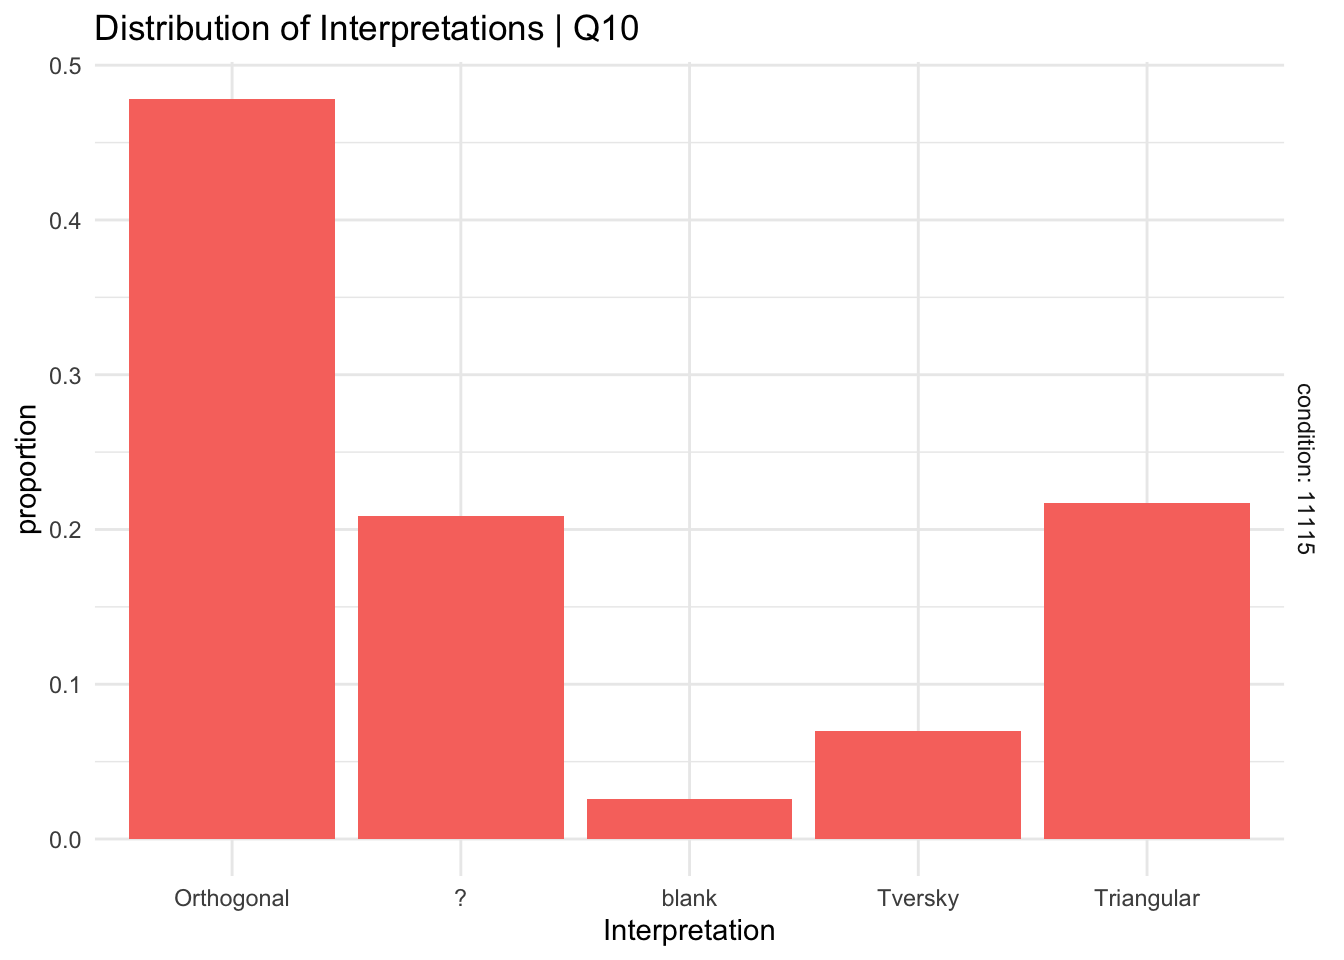 Distribution of Interpretations | Q10
0.5
0.4
0.3
0.2
0.1
0.0
proportion
condition: 11115
Orthogonal
?
blank
Tversky
Triangular
Interpretation